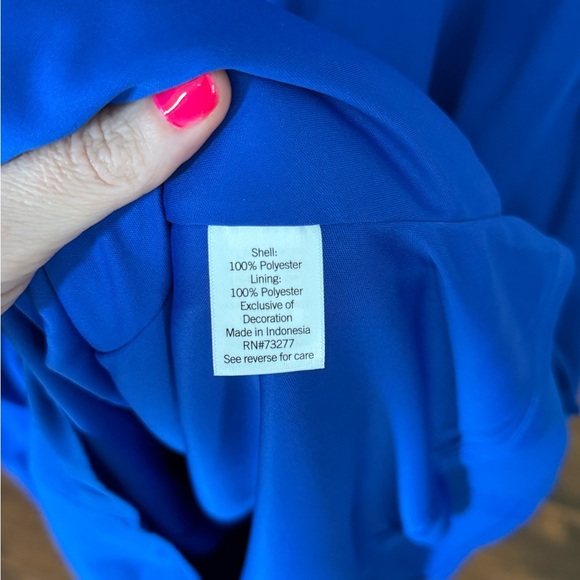 Shell:
100% Polyester
Lining:
100% Polyester
Exclusive of
Decoration
Made in Indonesia
RN#73277
See reverse for care